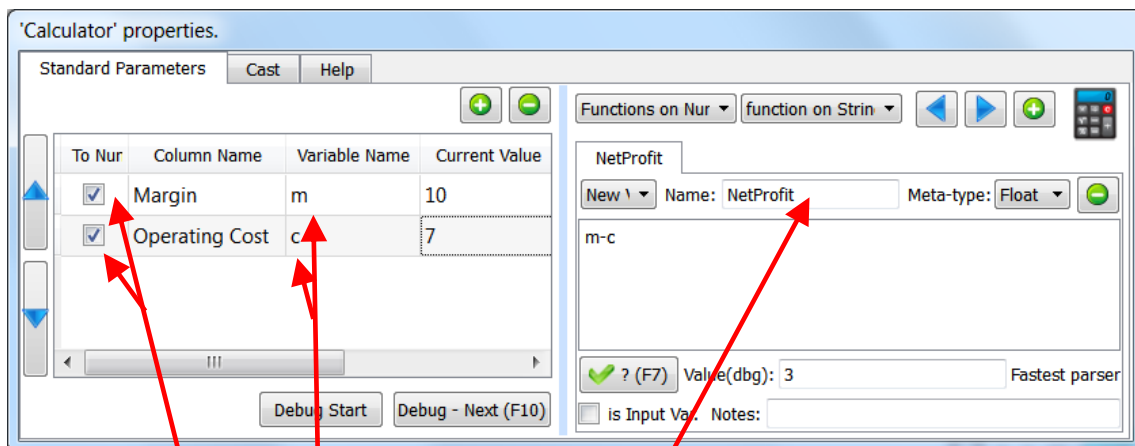 'Calculator' properties.
Standard Parameters Cast Help
To Nur Column Name Variable Name Current Value
Margin m 10
Operating Cost c 7
Debug Start Debug - Next (F10)
Functions on Nur function on Strin
NetProfit
New Name: NetProfit Meta-type: Float
m-c
? (F7) Value(dbg): 3 Fastest parser
is Input Var. Notes: